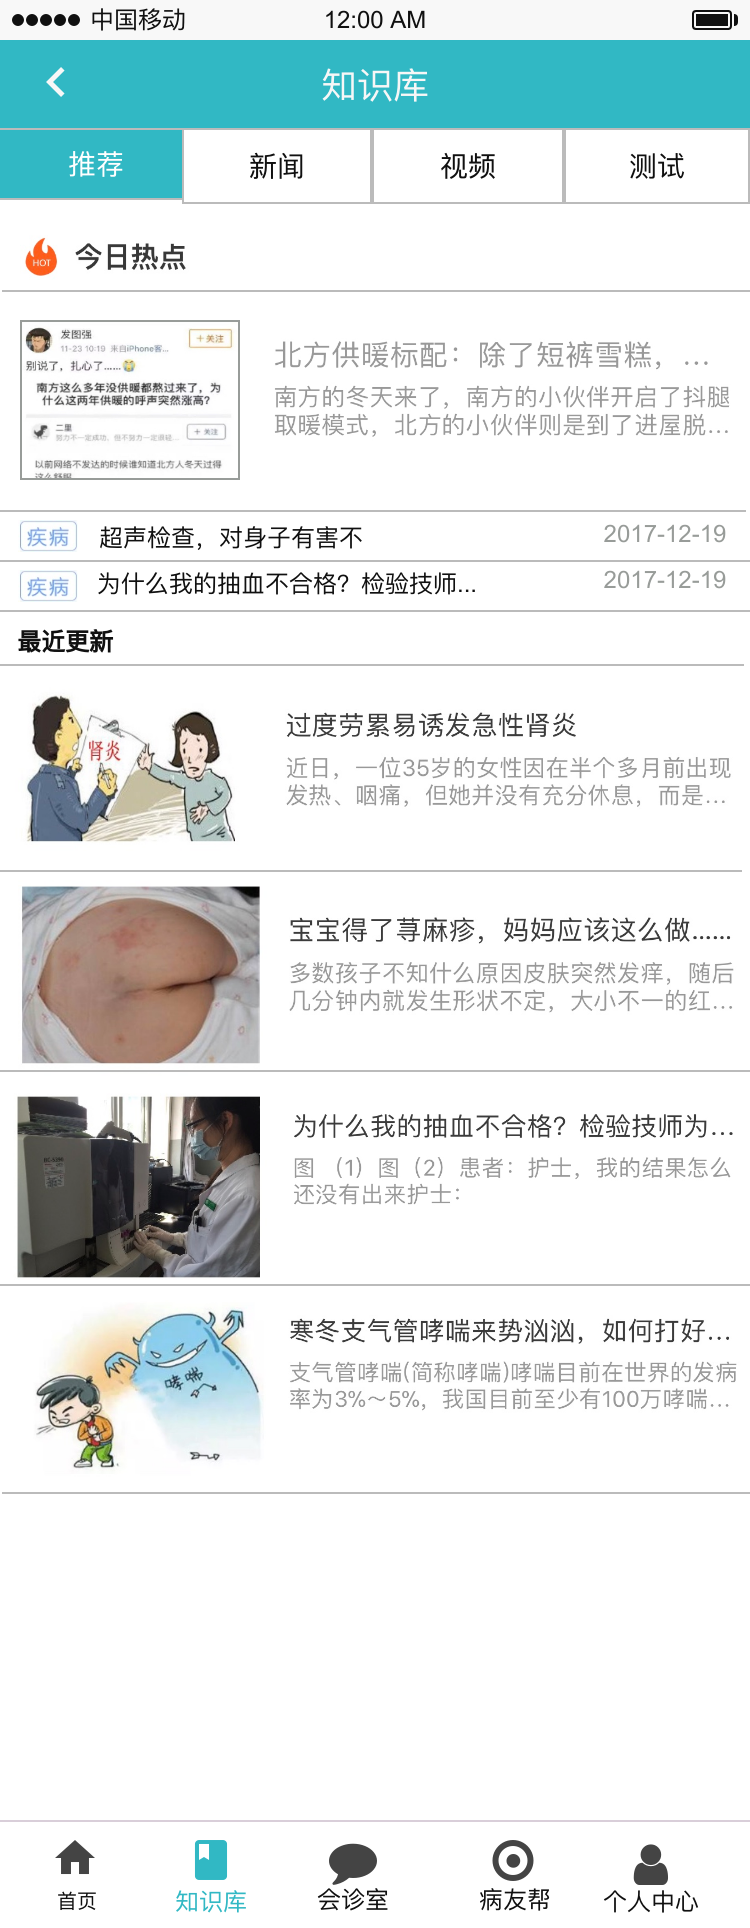 中国移动 12:00 AM
知识库
推荐 新闻 视频 测试
HOT 今日热点
发图强 +关注
11-23 10:19 来自iPhone客...
别说了，扎心了......
南方这么多年没供暖都熬过来了，为
什么这两年供暖的呼声突然涨高？
二里 +关注
努力不一定成功，但不努力一定很轻...
以前网络不发达的时候谁知道北方人冬天过得
这么舒服
北方供暖标配：除了短裤雪糕，...
南方的冬天来了，南方的小伙伴开启了抖腿
取暖模式，北方的小伙伴则是到了进屋脱...
疾病 超声检查，对身子有害不 2017-12-19
疾病 为什么我的抽血不合格？检验技师... 2017-12-19
最近更新
肾炎
过度劳累易诱发急性肾炎
近日，一位35岁的女性因在半个多月前出现
发热、咽痛，但她并没有充分休息，而是...
宝宝得了荨麻疹，妈妈应该这么做......
多数孩子不知什么原因皮肤突然发痒，随后
几分钟内就发生形状不定，大小不一的红...
为什么我的抽血不合格？检验技师为...
图 （1）图（2）患者：护士，我的结果怎么
还没有出来护士：
哮喘
寒冬支气管哮喘来势汹汹，如何打好...
支气管哮喘(简称哮喘)哮喘目前在世界的发病
率为3%～5%，我国目前至少有100万哮喘...
首页 知识库 会诊室 病友帮 个人中心